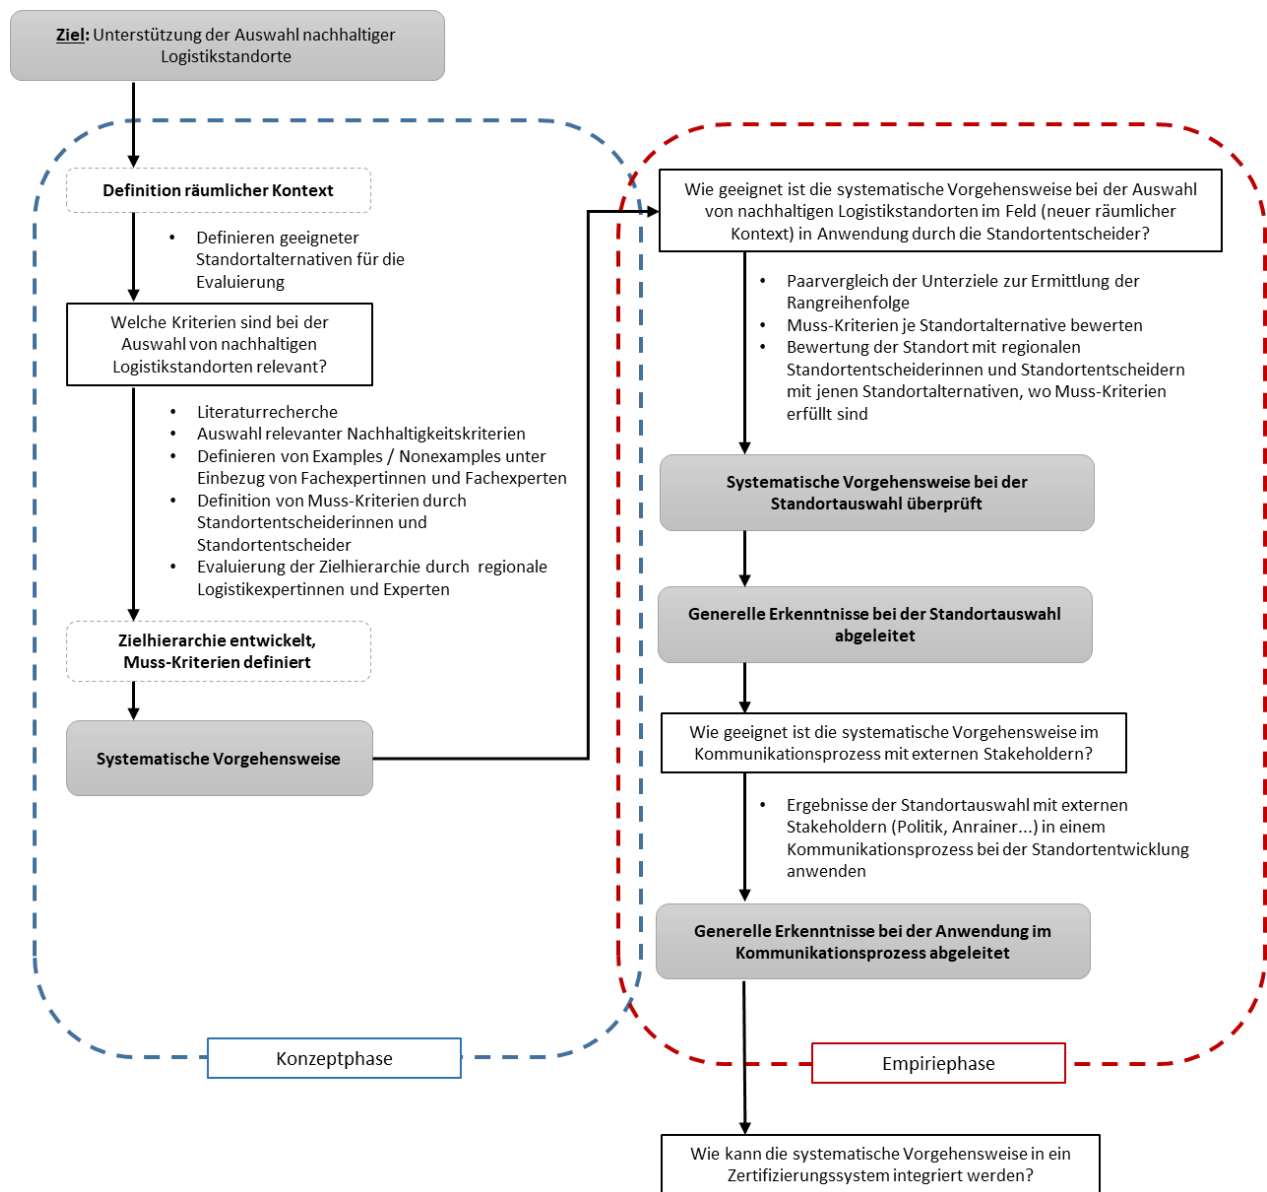 Ziel: Unterstützung der Auswahl nachhaltiger
Logistikstandorte
Definition räumlicher Kontext
• Definieren geeigneter
Standortalternativen für die
Evaluierung
Welche Kriterien sind bei der
Auswahl von nachhaltigen
Logistikstandorten relevant?
• Literaturrecherche
• Auswahl relevanter Nachhaltigkeitskriterien
• Definieren von Examples / Nonexamples unter
Einbezug von Fachexpertinnen und Fachexperten
• Definition von Muss-Kriterien durch
Standortentscheiderinnen und
Standortentscheider
• Evaluierung der Zielhierarchie durch regionale
Logistikexpertinnen und Experten
Zielhierarchie entwickelt,
Muss-Kriterien definiert
Systematische Vorgehensweise
Konzeptphase
Wie geeignet ist die systematische Vorgehensweise bei der Auswahl
von nachhaltigen Logistikstandorten im Feld (neuer räumlicher
Kontext) in Anwendung durch die Standortentscheider?
• Paarvergleich der Unterziele zur Ermittlung der
Rangreihenfolge
• Muss-Kriterien je Standortalternative bewerten
• Bewertung der Standort mit regionalen
Standortentscheiderinnen und Standortentscheidern
mit jenen Standortalternativen, wo Muss-Kriterien
erfüllt sind
Systematische Vorgehensweise bei der
Standortauswahl überprüft
Generelle Erkenntnisse bei der Standortauswahl
abgeleitet
Wie geeignet ist die systematische Vorgehensweise im
Kommunikationsprozess mit externen Stakeholdern?
• Ergebnisse der Standortauswahl mit externen
Stakeholdern (Politik, Anrainer...) in einem
Kommunikationsprozess bei der Standortentwicklung
anwenden
Generelle Erkenntnisse bei der Anwendung im
Kommunikationsprozess abgeleitet
Empiriephase
Wie kann die systematische Vorgehensweise in ein
Zertifizierungssystem integriert werden?